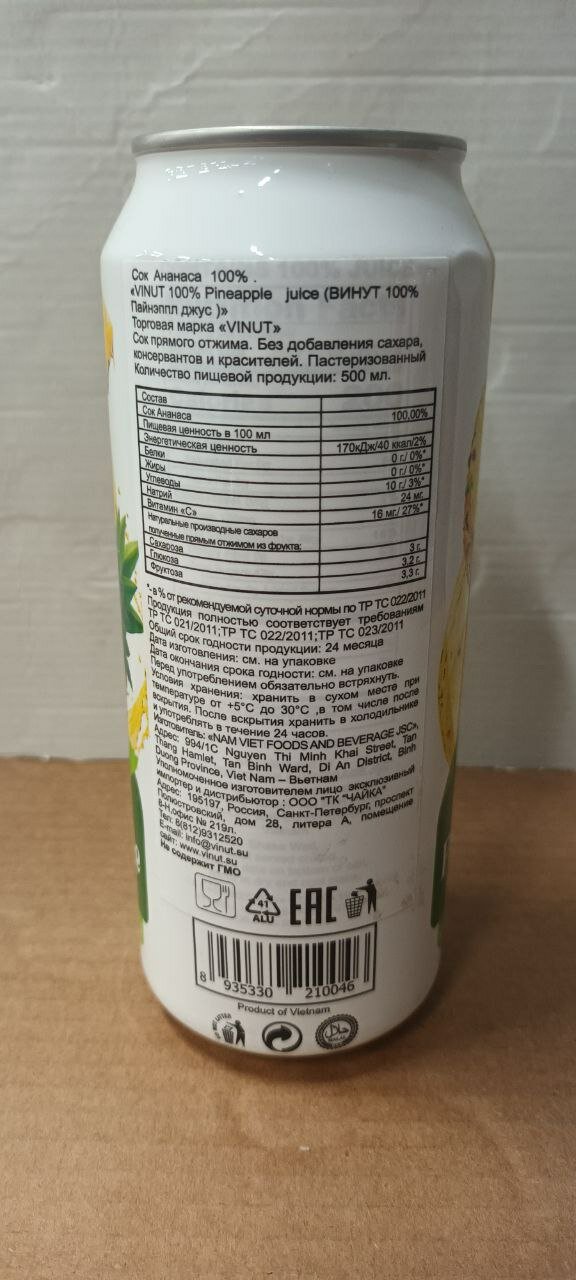 Сок Ананаса 100% .
«VINUT 100% Pineapple juice (ВИНУТ 100%
Пайнэппл джус )»
Торговая марка «VINUT»
Сок прямого отжима. Без добавления сахара,
консервантов и красителей. Пастеризованный
Количество пищевой продукции: 500 мл.
Состав
Сок Ананаса 100,00%
Пищевая ценность в 100 мл
Энергетическая ценность 170кДж/40 ккал/2%
Белки 0 г./ 0%*
Жиры 0 г./ 0%*
Углеводы 10 г./ 3%*
Натрий 24 мг.
Витамин «С» 16 мг./ 27%*
Натуральные производные сахаров
полученные прямым отжимом из фрукта:
Сахароза 3 г.
Глюкоза 3,2 г.
Фруктоза 3,3 г.
*-в % от рекомендуемой суточной нормы по ТР ТС 022/2011
Продукция полностью соответствует требованиям
ТР ТС 021/2011;ТР ТС 022/2011;ТР ТС 023/2011
Общий срок годности продукции: 24 месяца
Дата изготовления: см. на упаковке
Дата окончания срока годности: см. на упаковке
Перед употреблением обязательно встряхнуть.
Условия хранения: хранить в сухом месте при
температуре от +5°С до 30°С ,в том числе после
вскрытия. После вскрытия хранить в холодильнике
и употреблять в течение 24 часов.
Изготовитель: «NAM VIET FOODS AND BEVERAGE JSC»,
Адрес: 994/1C Nguyen Thi Minh Khai Street, Tan
Thang Hamlet, Tan Binh Ward, Di An District, Binh
Duong Province, Viet Nam – Вьетнам
Уполномоченное изготовителем лицо эксклюзивный
импортер и дистрибьютор : ООО "ТК "ЧАЙКА"
Адрес: 195197, Россия, Санкт-Петербург, проспект
Полюстровский, дом 28, литера А, помещение
8-Н,офис № 219л.
Тел: 8(812)9312520
E-mail: info@vinut.su
сайт: www.vinut.su
Не содержит ГМО
41
ALU
EAC
8 935330 210046
Product of Vietnam
HALAL